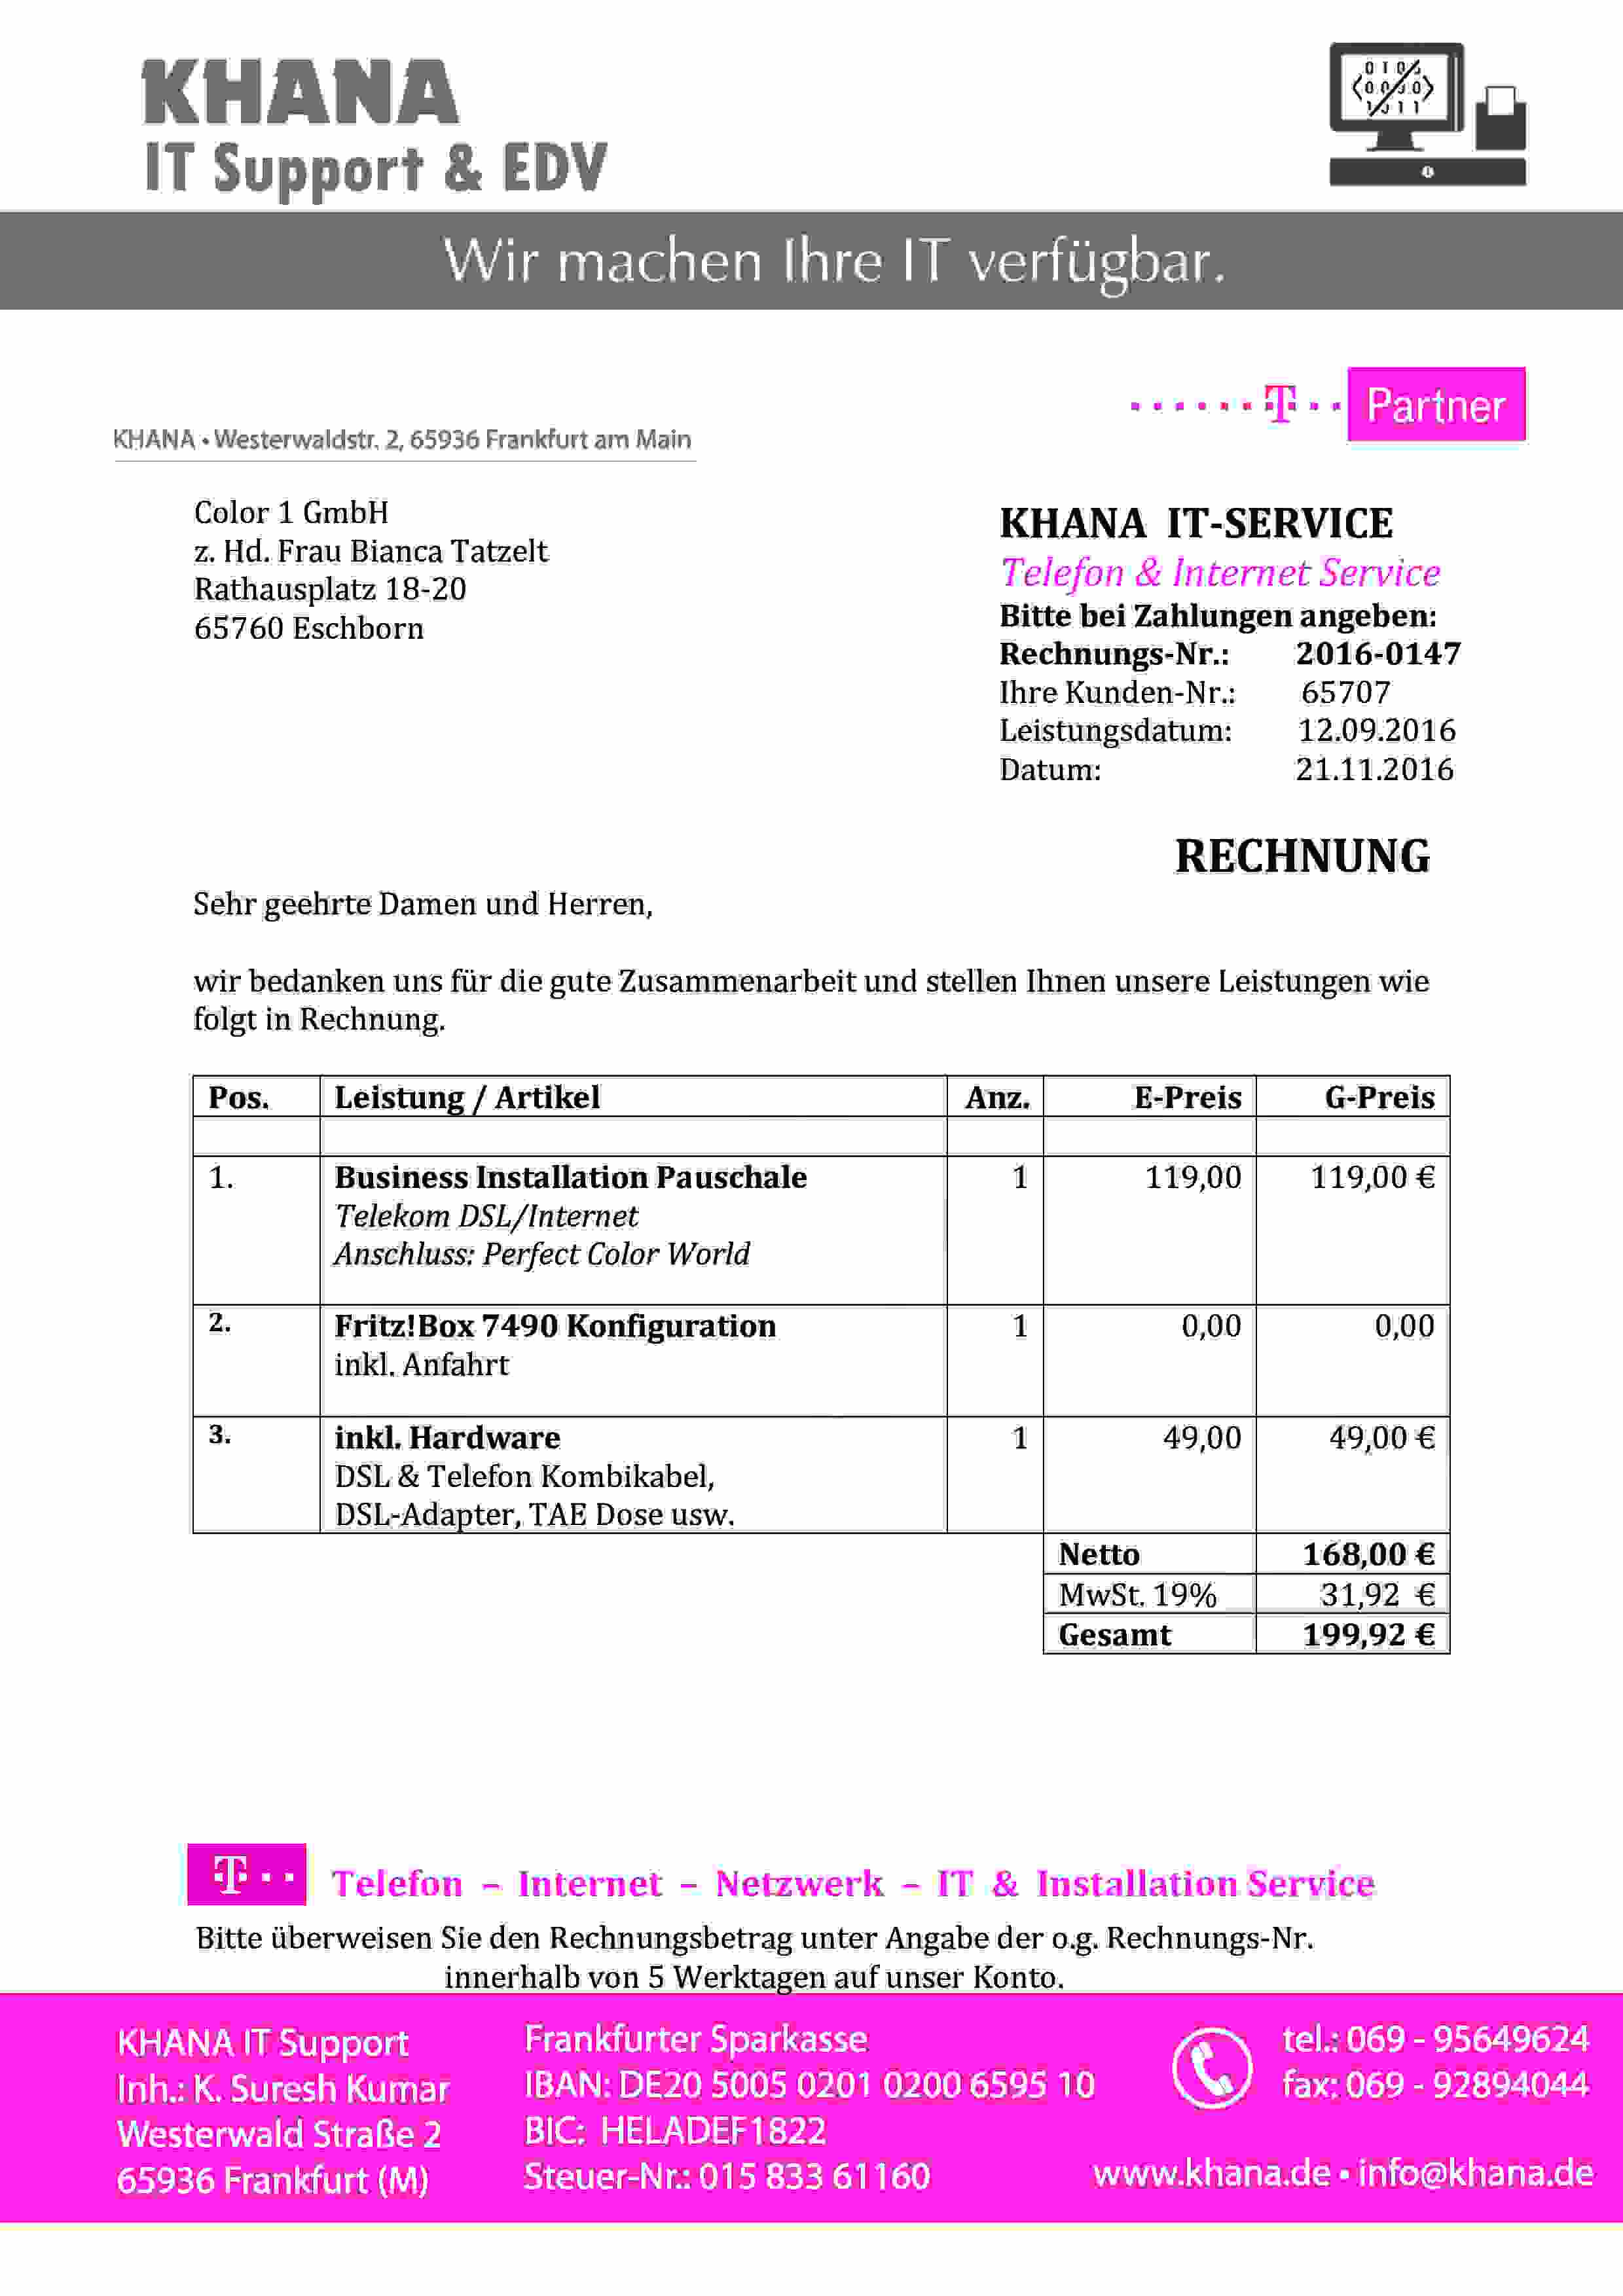 KHANA
IT Support & EDV
Wir machen Ihre IT verfügbar.
T Partner
KHANA • Westerwaldstr. 2, 65936 Frankfurt am Main
Color 1 GmbH
z. Hd. Frau Bianca Tatzelt
Rathausplatz 18-20
65760 Eschborn
KHANA IT-SERVICE
Telefon & Internet Service
Bitte bei Zahlungen angeben:
Rechnungs-Nr.: 2016-0147
Ihre Kunden-Nr.: 65707
Leistungsdatum: 12.09.2016
Datum: 21.11.2016
RECHNUNG
Sehr geehrte Damen und Herren,
wir bedanken uns für die gute Zusammenarbeit und stellen Ihnen unsere Leistungen wie
folgt in Rechnung.
Pos. Leistung / Artikel Anz. E-Preis G-Preis
1. Business Installation Pauschale 1 119,00 119,00 €
Telekom DSL/Internet
Anschluss: Perfect Color World
2. Fritz!Box 7490 Konfiguration 1 0,00 0,00
inkl. Anfahrt
3. inkl. Hardware 1 49,00 49,00 €
DSL & Telefon Kombikabel,
DSL-Adapter, TAE Dose usw.
Netto 168,00 €
MwSt. 19% 31,92 €
Gesamt 199,92 €
T Telefon – Internet – Netzwerk – IT & Installation Service
Bitte überweisen Sie den Rechnungsbetrag unter Angabe der o.g. Rechnungs-Nr.
innerhalb von 5 Werktagen auf unser Konto.
KHANA IT Support
Inh.: K. Suresh Kumar
Westerwald Straße 2
65936 Frankfurt (M)
Frankfurter Sparkasse
IBAN: DE20 5005 0201 0200 6595 10
BIC: HELADEF1822
Steuer-Nr.: 015 833 61160
tel.: 069 - 95649624
fax: 069 - 92894044
www.khana.de • info@khana.de